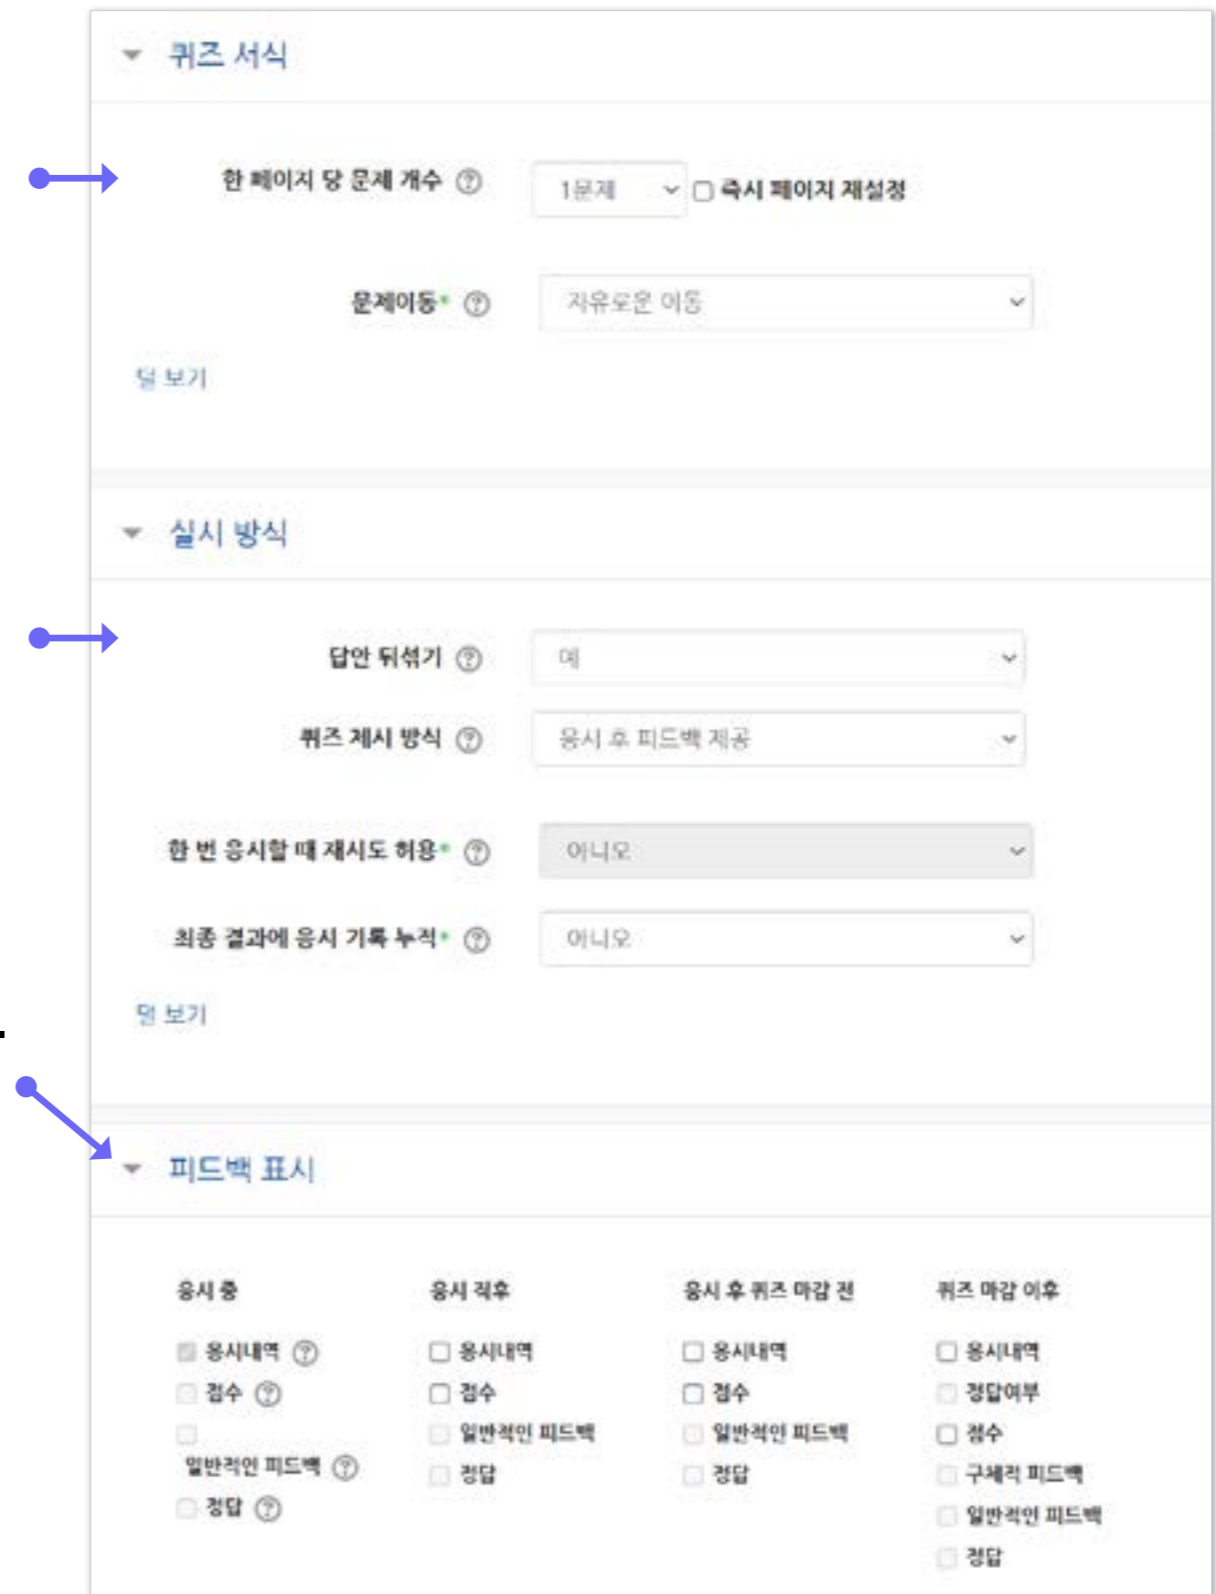 퀴즈 서식
한 페이지 당 문제 개수 1문제 즉시 페이지 재설정
문제이동* 자유로운 이동
덜 보기
실시 방식
답안 뒤섞기 예
퀴즈 제시 방식 응시 후 피드백 제공
한 번 응시할 때 재시도 허용* 아니오
최종 결과에 응시 기록 누적* 아니오
덜 보기
피드백 표시
응시 중
응시내역
점수
일반적인 피드백
정답
응시 직후
응시내역
점수
일반적인 피드백
정답
응시 후 퀴즈 마감 전
응시내역
점수
일반적인 피드백
정답
퀴즈 마감 이후
응시내역
정답여부
점수
구체적 피드백
일반적인 피드백
정답